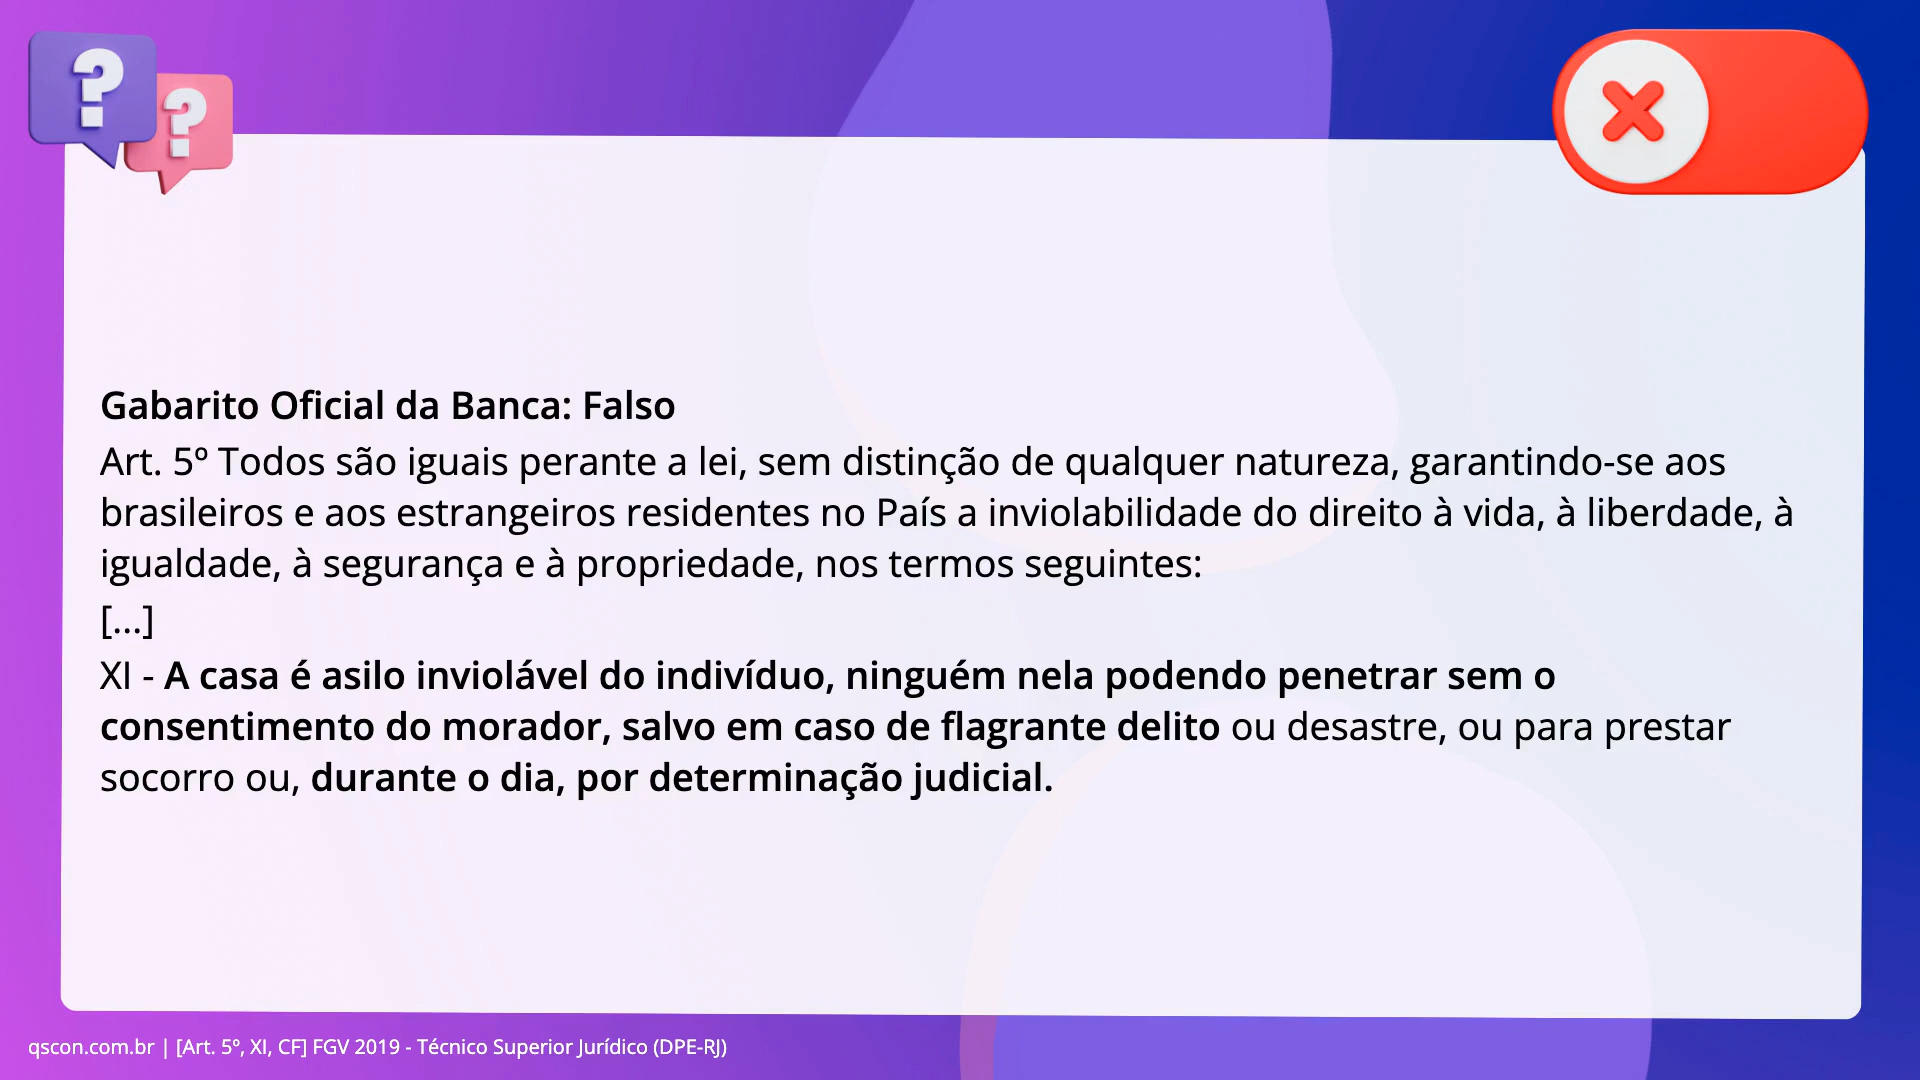 ? ?
Gabarito Oficial da Banca: Falso
Art. 5º Todos são iguais perante a lei, sem distinção de qualquer natureza, garantindo-se aos
brasileiros e aos estrangeiros residentes no País a inviolabilidade do direito à vida, à liberdade, à
igualdade, à segurança e à propriedade, nos termos seguintes:
[...]
XI - A casa é asilo inviolável do indivíduo, ninguém nela podendo penetrar sem o
consentimento do morador, salvo em caso de flagrante delito ou desastre, ou para prestar
socorro ou, durante o dia, por determinação judicial.
qscon.com.br | [Art. 5º, XI, CF] FGV 2019 - Técnico Superior Jurídico (DPE-RJ)